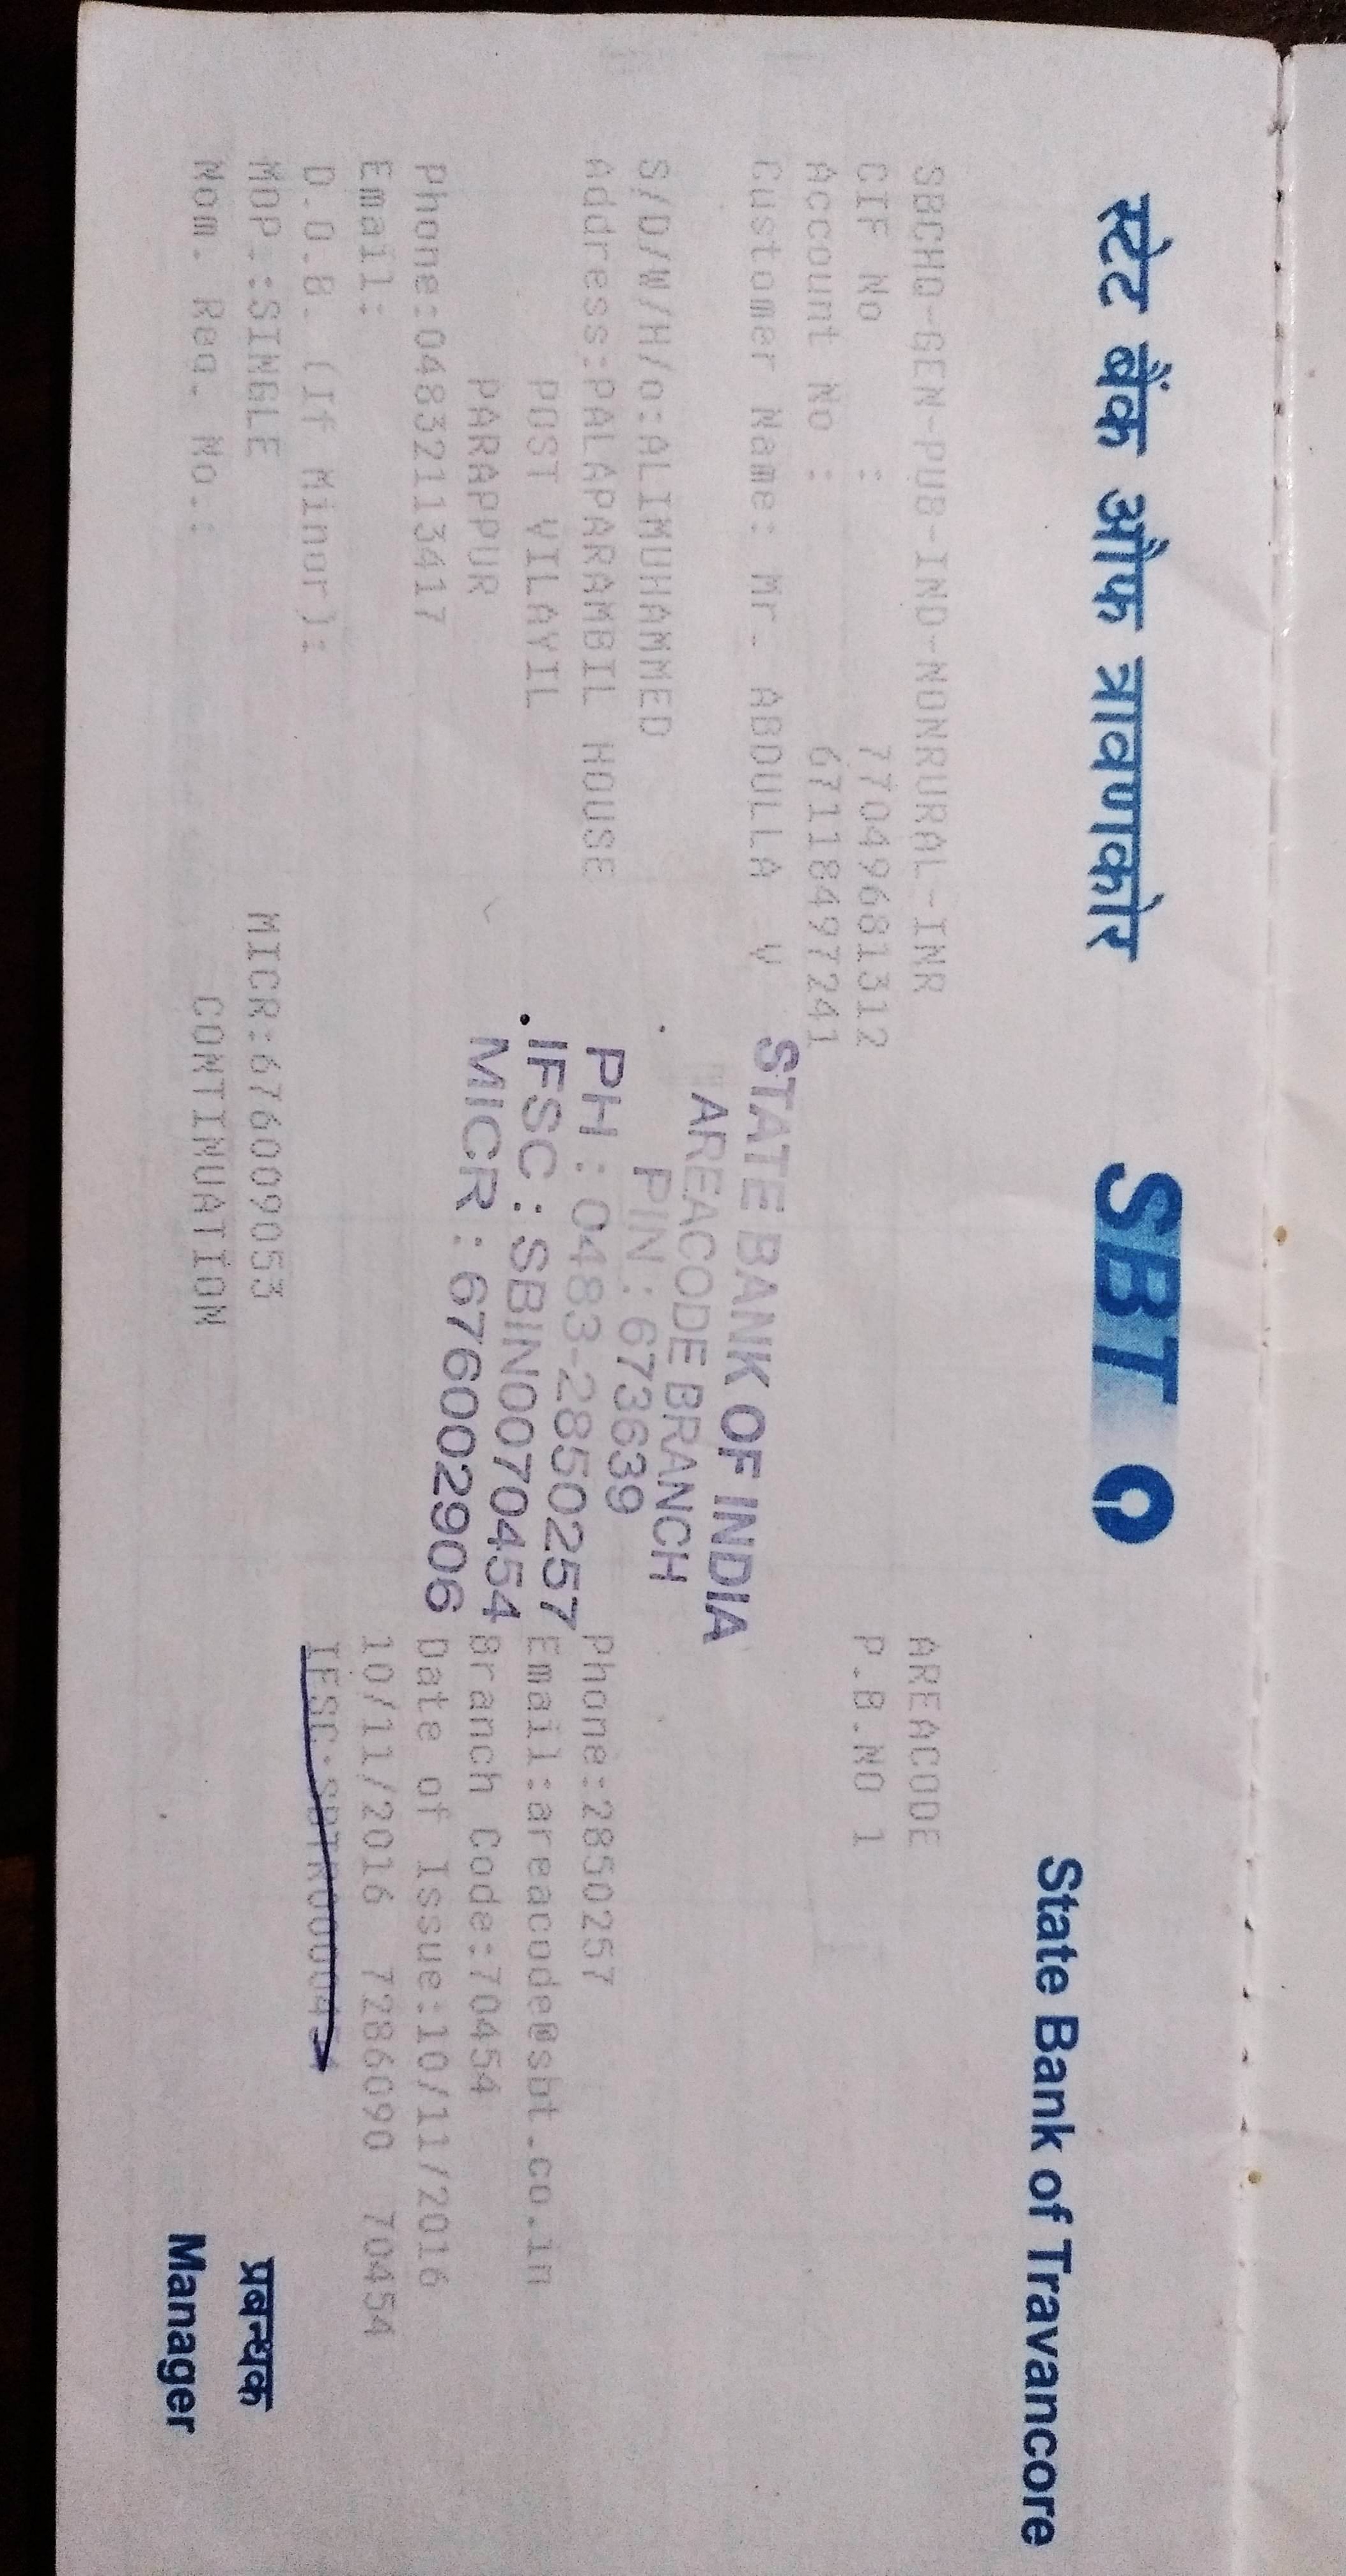 स्टेट बैंक ऑफ त्रावणकोर SBT State Bank of Travancore
SBCHQ-GEN-PUB-IND-NONRURAL-INR AREACODE
CIF No : 77049681312 P.B.NO 1
Account No : 67118497241
Customer Name: Mr. ABDULLA V
S/D/W/H/o:ALIMUHAMMED
Address:PALAPARAMBIL HOUSE Phone:2850257
POST VILAYIL Email:areacode@sbt.co.in
PARAPPUR Branch Code:70454
Phone:04832113417 Date of Issue:10/11/2016
Email: 10/11/2016 7286090 70454
D.O.B. (If Minor):
MOP.:SINGLE MICR:676009053
Nom. Reg. No.: CONTINUATION
STATE BANK OF INDIA
AREACODE BRANCH
PIN : 673639
PH : 0483-2850257
IFSC : SBIN0070454
MICR : 676002906
प्रबन्धक
Manager